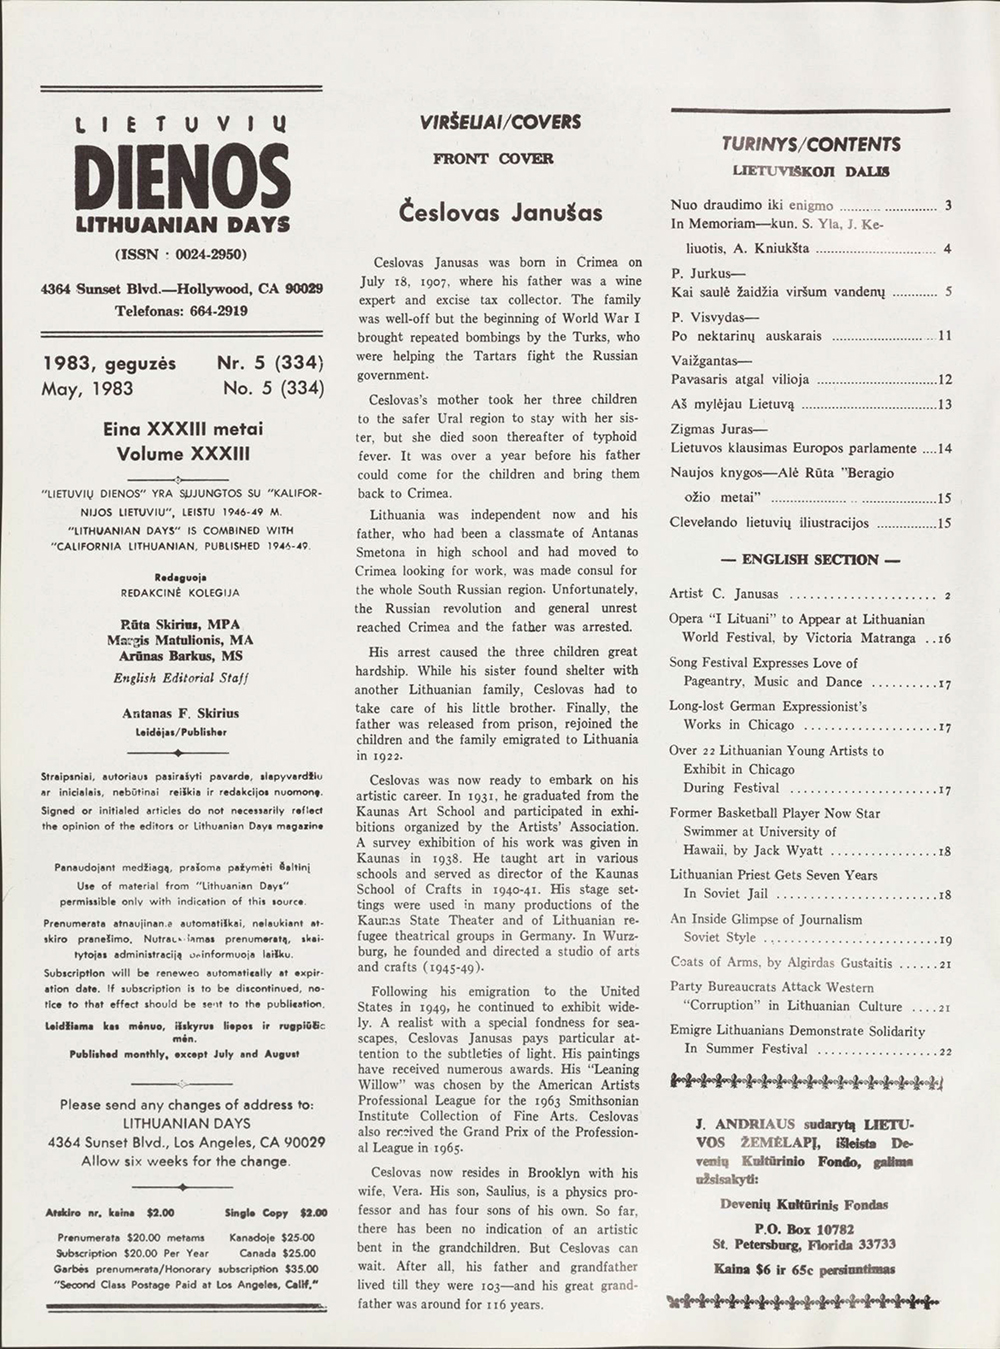 LIETUVIŲ
DIENOS
LITHUANIAN DAYS
(ISSN : 0024-2950)
4364 Sunset Blvd.—Hollywood, CA 90029
Telefonas: 664-2919
1983, gegužės Nr. 5 (334)
May, 1983 No. 5 (334)
Eina XXXIII metai
Volume XXXIII
"LIETUVIŲ DIENOS" YRA SUJUNGTOS SU "KALIFOR-
NIJOS LIETUVIU", LEISTU 1946-49 M.
"LITHUANIAN DAYS" IS COMBINED WITH
"CALIFORNIA LITHUANIAN, PUBLISHED 1946-49.
Redaguoja
REDAKCINĖ KOLEGIJA
Rūta Skirius, MPA
Margis Matulionis, MA
Arūnas Barkus, MS
English Editorial Staff
Antanas F. Skirius
Leidėjas/Publisher
Straipsniai, autoriaus pasirašyti pavarde, slapyvardžiu
ar inicialais, nebūtinai reiškia ir redakcijos nuomonę.
Signed or initialed articles do not necessarily reflect
the opinion of the editors or Lithuanian Days magazine
Panaudojant medžiagą, prašoma pažymėti šaltinį
Use of material from "Lithuanian Days"
permissible only with indication of this source.
Prenumerata atnaujinama automatiškai, nelaukiant at-
skiro pranešimo. Nutraukiamas prenumeratą, skai-
tytojas administraciją painformuoja laišku.
Subscription will be renewed automatically at expir-
ation date. If subscription is to be discontinued, no-
tice to that effect should be sent to the publication.
Leidžiama kas mėnuo, išskyrus liepos ir rugpiūčio
mėn.
Published monthly, except July and August
Please send any changes of address to:
LITHUANIAN DAYS
4364 Sunset Blvd., Los Angeles, CA 90029
Allow six weeks for the change.
Atskiro nr. kaina $2.00 Single Copy $2.00
Prenumerata $20.00 metams Kanadoje $25.00
Subscription $20.00 Per Year Canada $25.00
Garbės prenumerata/Honorary subscription $35.00
"Second Class Postage Paid at Los Angeles, Calif."
VIRŠELIAI/COVERS
FRONT COVER
Česlovas Janušas
Ceslovas Janusas was born in Crimea on
July 18, 1907, where his father was a wine
expert and excise tax collector. The family
was well-off but the beginning of World War I
brought repeated bombings by the Turks, who
were helping the Tartars fight the Russian
government.
Ceslovas's mother took her three children
to the safer Ural region to stay with her sis-
ter, but she died soon thereafter of typhoid
fever. It was over a year before his father
could come for the children and bring them
back to Crimea.
Lithuania was independent now and his
father, who had been a classmate of Antanas
Smetona in high school and had moved to
Crimea looking for work, was made consul for
the whole South Russian region. Unfortunately,
the Russian revolution and general unrest
reached Crimea and the father was arrested.
His arrest caused the three children great
hardship. While his sister found shelter with
another Lithuanian family, Ceslovas had to
take care of his little brother. Finally, the
father was released from prison, rejoined the
children and the family emigrated to Lithuania
in 1922.
Ceslovas was now ready to embark on his
artistic career. In 1931, he graduated from the
Kaunas Art School and participated in exhi-
bitions organized by the Artists' Association.
A survey exhibition of his work was given in
Kaunas in 1938. He taught art in various
schools and served as director of the Kaunas
School of Crafts in 1940-41. His stage set-
tings were used in many productions of the
Kaunas State Theater and of Lithuanian re-
fugee theatrical groups in Germany. In Wurz-
burg, he founded and directed a studio of arts
and crafts (1945-49).
Following his emigration to the United
States in 1949, he continued to exhibit wide-
ly. A realist with a special fondness for sea-
scapes, Ceslovas Janusas pays particular at-
tention to the subtleties of light. His paintings
have received numerous awards. His "Leaning
Willow" was chosen by the American Artists
Professional League for the 1963 Smithsonian
Institute Collection of Fine Arts. Ceslovas
also received the Grand Prix of the Profession-
al League in 1965.
Ceslovas now resides in Brooklyn with his
wife, Vera. His son, Saulius, is a physics pro-
fessor and has four sons of his own. So far,
there has been no indication of an artistic
bent in the grandchildren. But Ceslovas can
wait. After all, his father and grandfather
lived till they were 103—and his great grand-
father was around for 116 years.
TURINYS/CONTENTS
LIETUVIŠKOJI DALIS
Nuo draudimo iki enigmo ........................ 3
In Memoriam—kun. S. Yla, J. Ke-
liuotis, A. Kniukšta ............................ 4
P. Jurkus—
Kai saulė žaidžia viršum vandenų ............ 5
P. Visvydas—
Po nektarinų auskarais ........................ 11
Vaižgantas—
Pavasaris atgal vilioja ............................12
Aš mylėjau Lietuvą ................................13
Zigmas Juras—
Lietuvos klausimas Europos parlamente ....14
Naujos knygos—Alė Rūta "Beragio
ožio metai" ......................................15
Clevelando lietuvių iliustracijos ..............15
— ENGLISH SECTION —
Artist C. Janusas ...................... 2
Opera "I Lituani" to Appear at Lithuanian
World Festival, by Victoria Matranga ..16
Song Festival Expresses Love of
Pageantry, Music and Dance ..........17
Long-lost German Expressionist's
Works in Chicago .....................17
Over 22 Lithuanian Young Artists to
Exhibit in Chicago
During Festival ......................17
Former Basketball Player Now Star
Swimmer at University of
Hawaii, by Jack Wyatt ................18
Lithuanian Priest Gets Seven Years
In Soviet Jail ........................18
An Inside Glimpse of Journalism
Soviet Style ..........................19
Coats of Arms, by Algirdas Gustaitis ......21
Party Bureaucrats Attack Western
"Corruption" in Lithuanian Culture ....21
Emigre Lithuanians Demonstrate Solidarity
In Summer Festival ..................22
J. ANDRIAUS sudarytą LIETU-
VOS ŽEMĖLAPĮ, išleista De-
venių Kultūrinio Fondo, galima
užsisakyti:
Devenių Kultūrinis Fondas
P.O. Box 10782
St. Petersburg, Florida 33733
Kaina $6 ir 65c persiuntimas